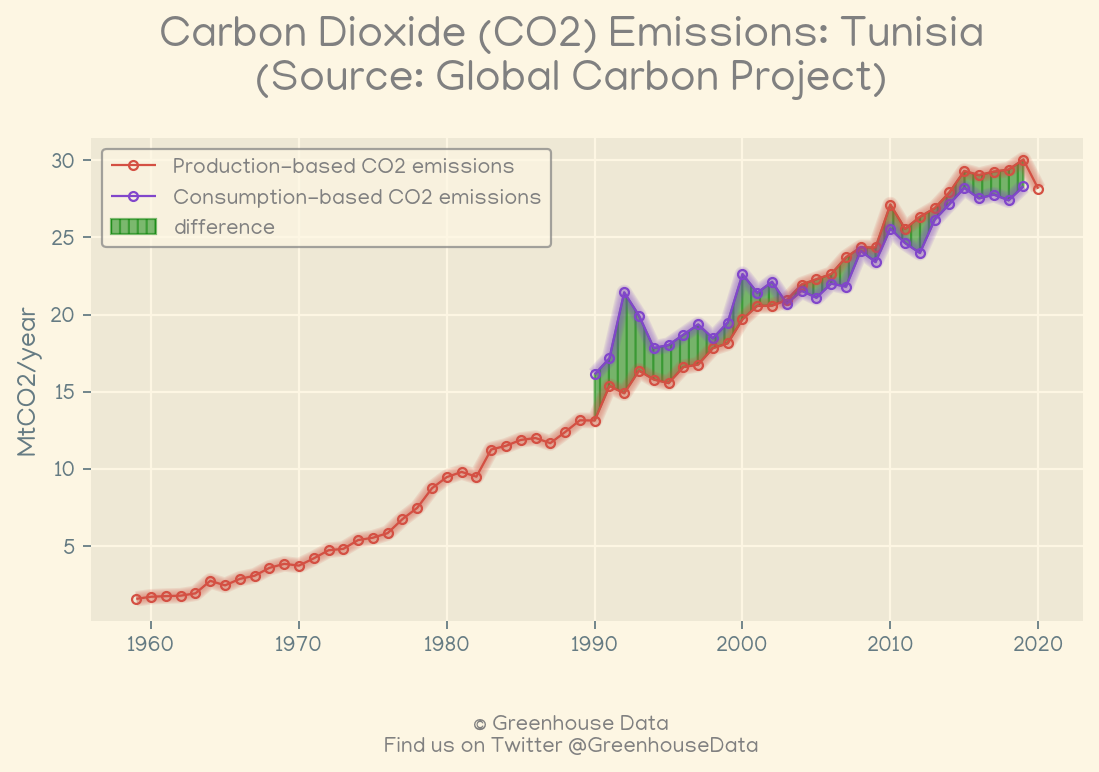 Carbon Dioxide (CO2) Emissions: Tunisia
(Source: Global Carbon Project)
Production-based CO2 emissions
Consumption-based CO2 emissions
difference
MtCO2/year
30
25
20
15
10
5
1960 1970 1980 1990 2000 2010 2020
© Greenhouse Data
Find us on Twitter @GreenhouseData